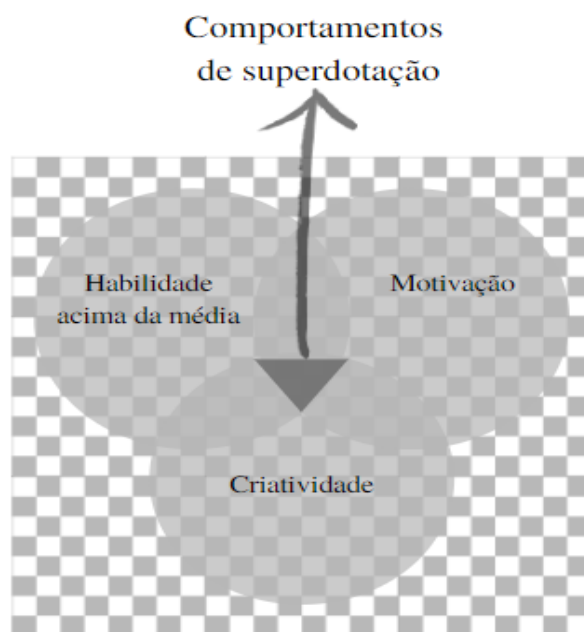 Comportamentos
de superdotação
Habilidade
acima da média
Motivação
Criatividade